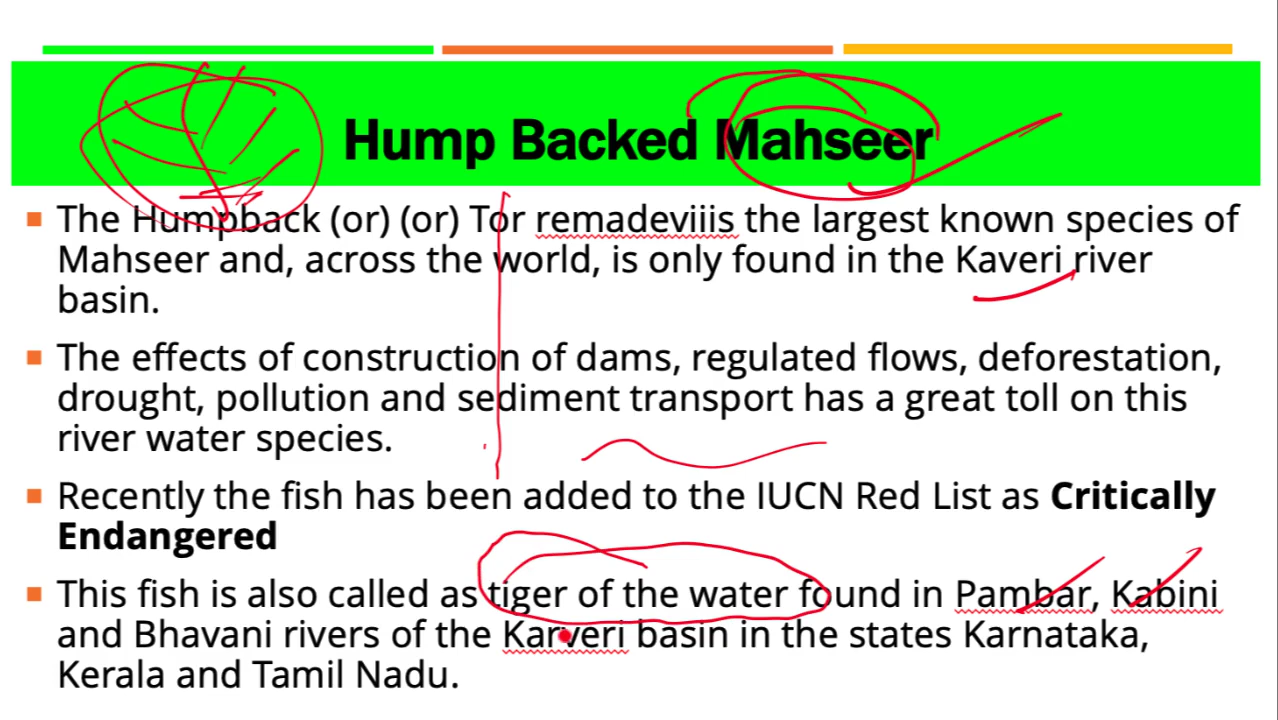 Hump Backed Mahseer
The Humpback (or) (or) Tor remadeviiis the largest known species of
Mahseer and, across the world, is only found in the Kaveri river
basin.
The effects of construction of dams, regulated flows, deforestation,
drought, pollution and sediment transport has a great toll on this
river water species.
Recently the fish has been added to the IUCN Red List as Critically
Endangered
This fish is also called as tiger of the water found in Pambar, Kabini
and Bhavani rivers of the Karveri basin in the states Karnataka,
Kerala and Tamil Nadu.